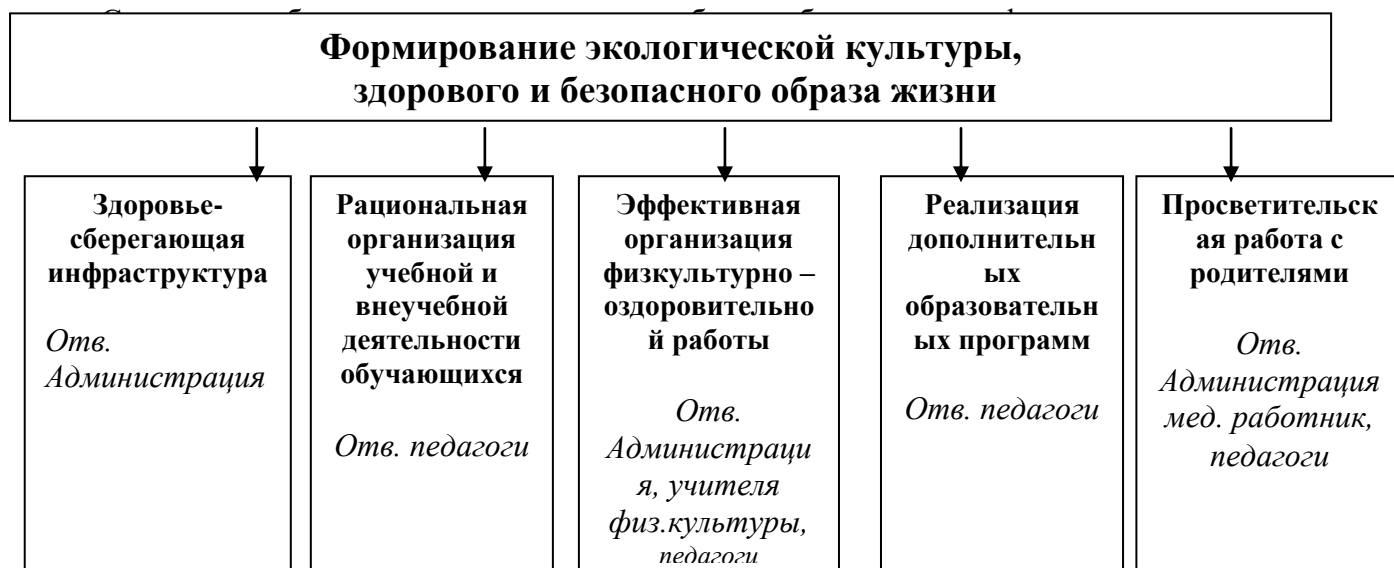 Формирование экологической культуры,
здорового и безопасного образа жизни
Здоровье-
сберегающая
инфраструктура
Отв.
Администрация
Рациональная
организация
учебной и
внеучебной
деятельности
обучающихся
Отв. педагоги
Эффективная
организация
физкультурно –
оздоровительно
й работы
Отв.
Администраци
я, учителя
физ.культуры,
педагоги
Реализация
дополнительн
ых
образовательн
ых программ
Отв. педагоги
Просветительск
ая работа с
родителями
Отв.
Администрация
мед. работник,
педагоги